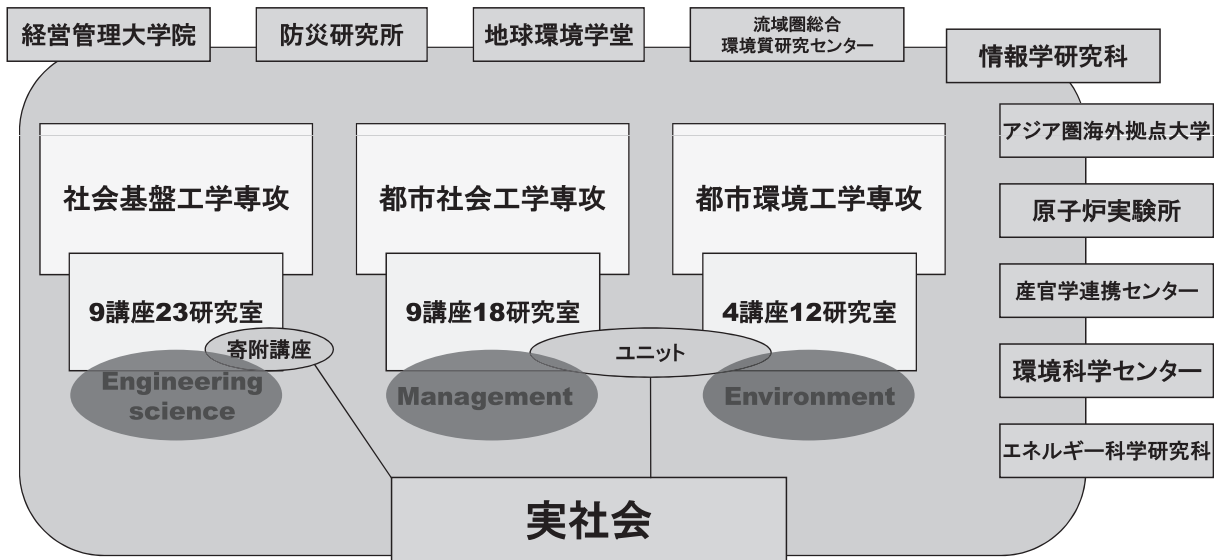 経営管理大学院
防災研究所
地球環境学堂
流域圏総合
環境質研究センター
情報学研究科
アジア圏海外拠点大学
原子炉実験所
産官学連携センター
環境科学センター
エネルギー科学研究科
社会基盤工学専攻
都市社会工学専攻
都市環境工学専攻
9講座23研究室
9講座18研究室
4講座12研究室
寄附講座
ユニット
Engineering
science
Management
Environment
実社会